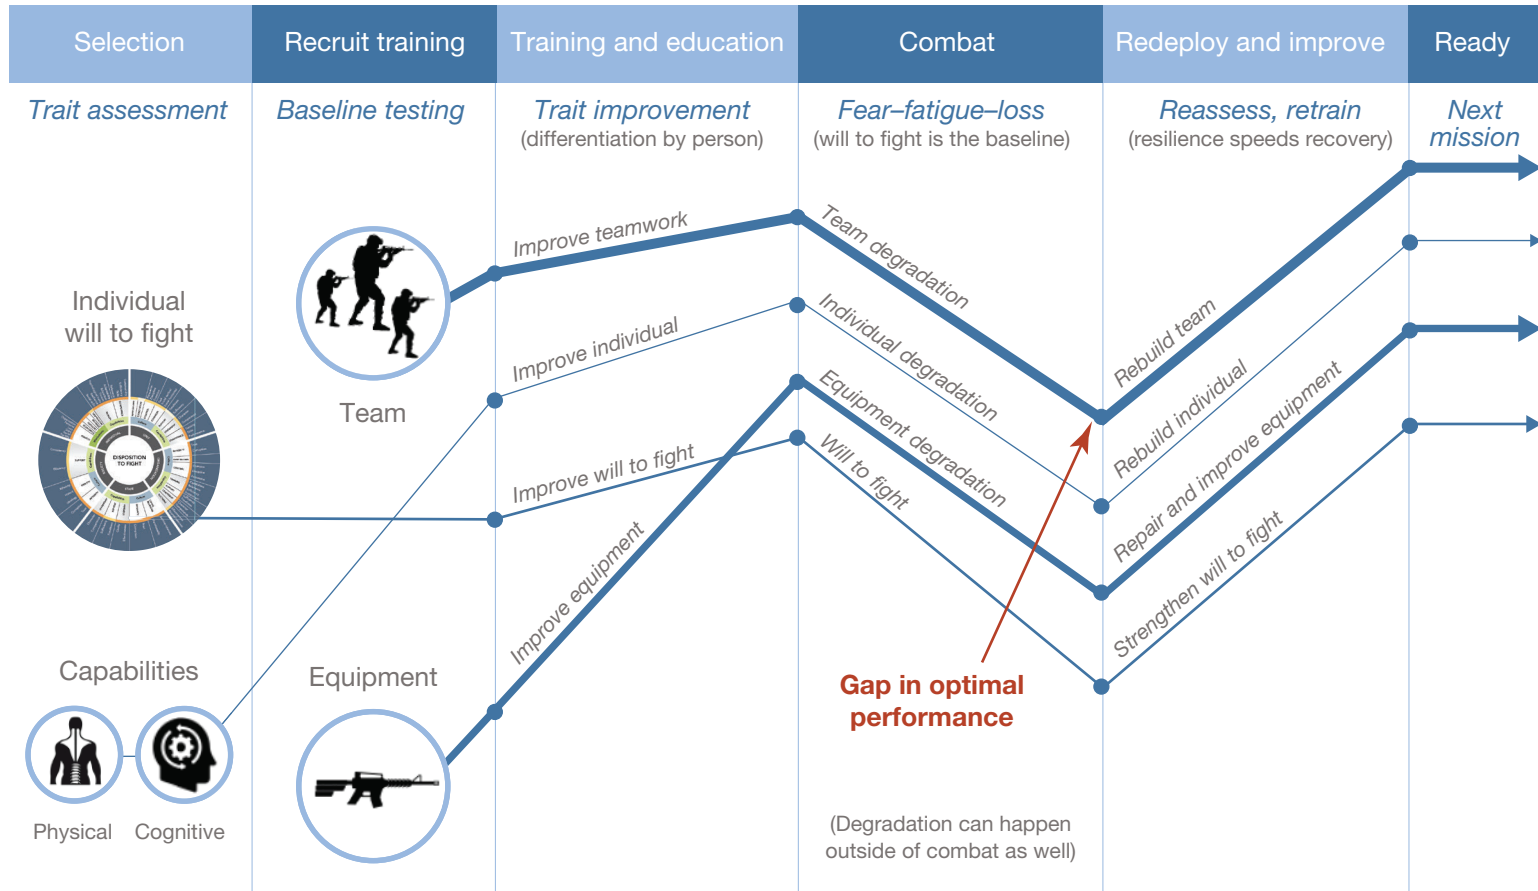 Selection
Recruit training
Training and education
Combat
Redeploy and improve
Ready
Trait assessment
Baseline testing
Trait improvement
(differentiation by person)
Fear–fatigue–loss
(will to fight is the baseline)
Reassess, retrain
(resilience speeds recovery)
Next
mission
Individual
will to fight
DISPOSITION
TO FIGHT
Capabilities
Physical
Cognitive
Team
Equipment
Improve teamwork
Improve individual
Improve will to fight
Improve equipment
Team degradation
Individual degradation
Equipment degradation
Will to fight
Gap in optimal
performance
(Degradation can happen
outside of combat as well)
Rebuild team
Rebuild individual
Repair and improve equipment
Strengthen will to fight